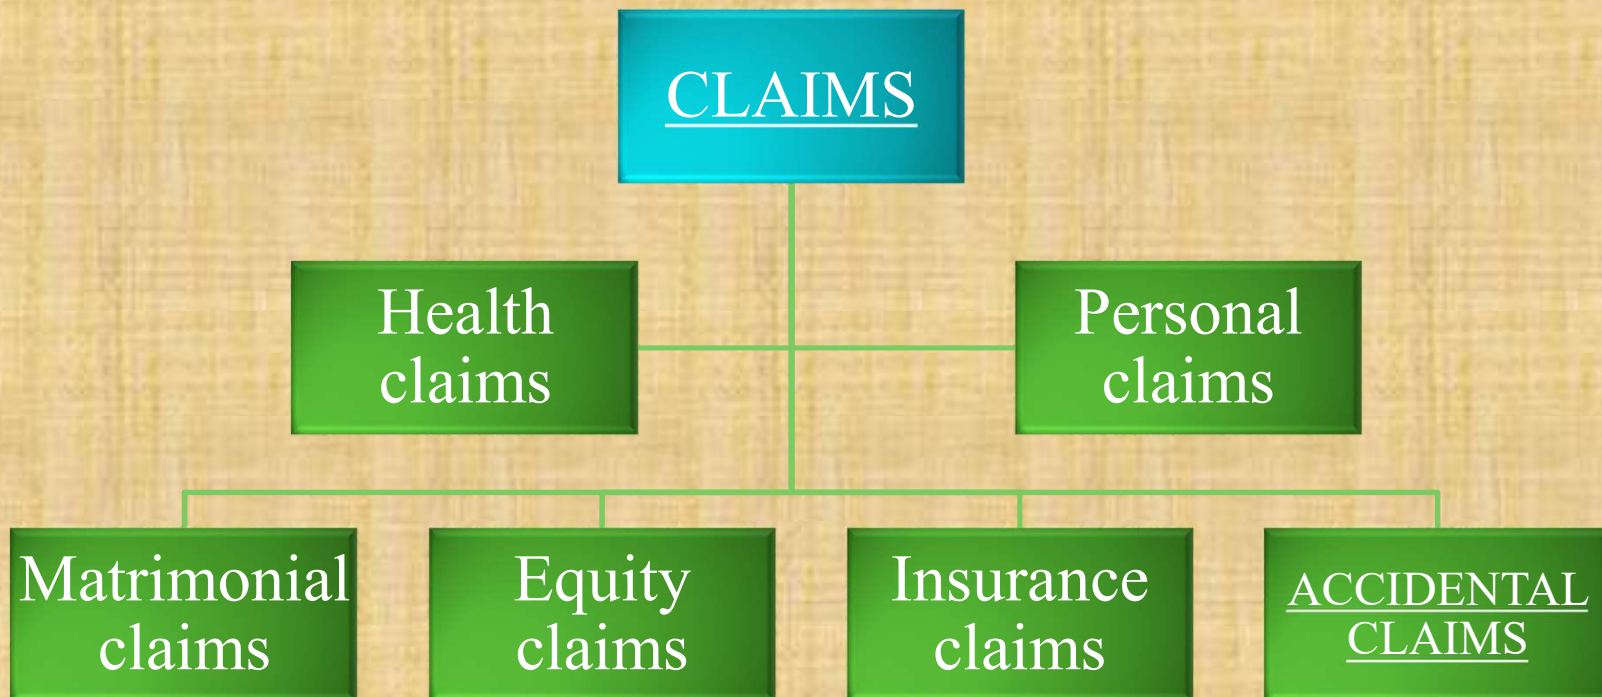 CLAIMS
Health
claims
Personal
claims
Matrimonial
claims
Equity
claims
Insurance
claims
ACCIDENTAL
CLAIMS